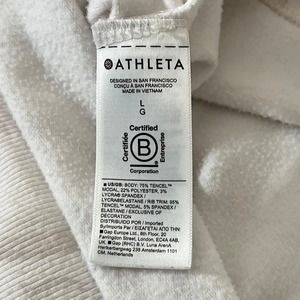 ATHLETA
DESIGNED IN SAN FRANCISCO
CONÇU À SAN FRANCISCO
MADE IN VIETNAM
L
G
Certified
Certifiée
B
Entreprise
Corporation
US/GB: BODY: 75% TENCEL™
MODAL, 22% POLYESTER, 3%
LYCRA® SPANDEX /
LYCRA®ELASTANE / RIB TRIM: 95%
TENCEL™ MODAL 5% SPANDEX /
ELASTANE / EXCLUSIVE OF
DECORATION
DISTRIBUIDO POR / Imported
By/Importe Par / ΕΙΣΑΓΕΤΑΙ ΑΠΟ ΤΗΝ:
Gap Europe Ltd., 6th Floor, 20
Farringdon Street, London, EC4A 4AB,
UK. Gap (RHC) B.V. Luna ArenA
Herikerbergweg 238 Amsterdam 1101
CM, Netherlands